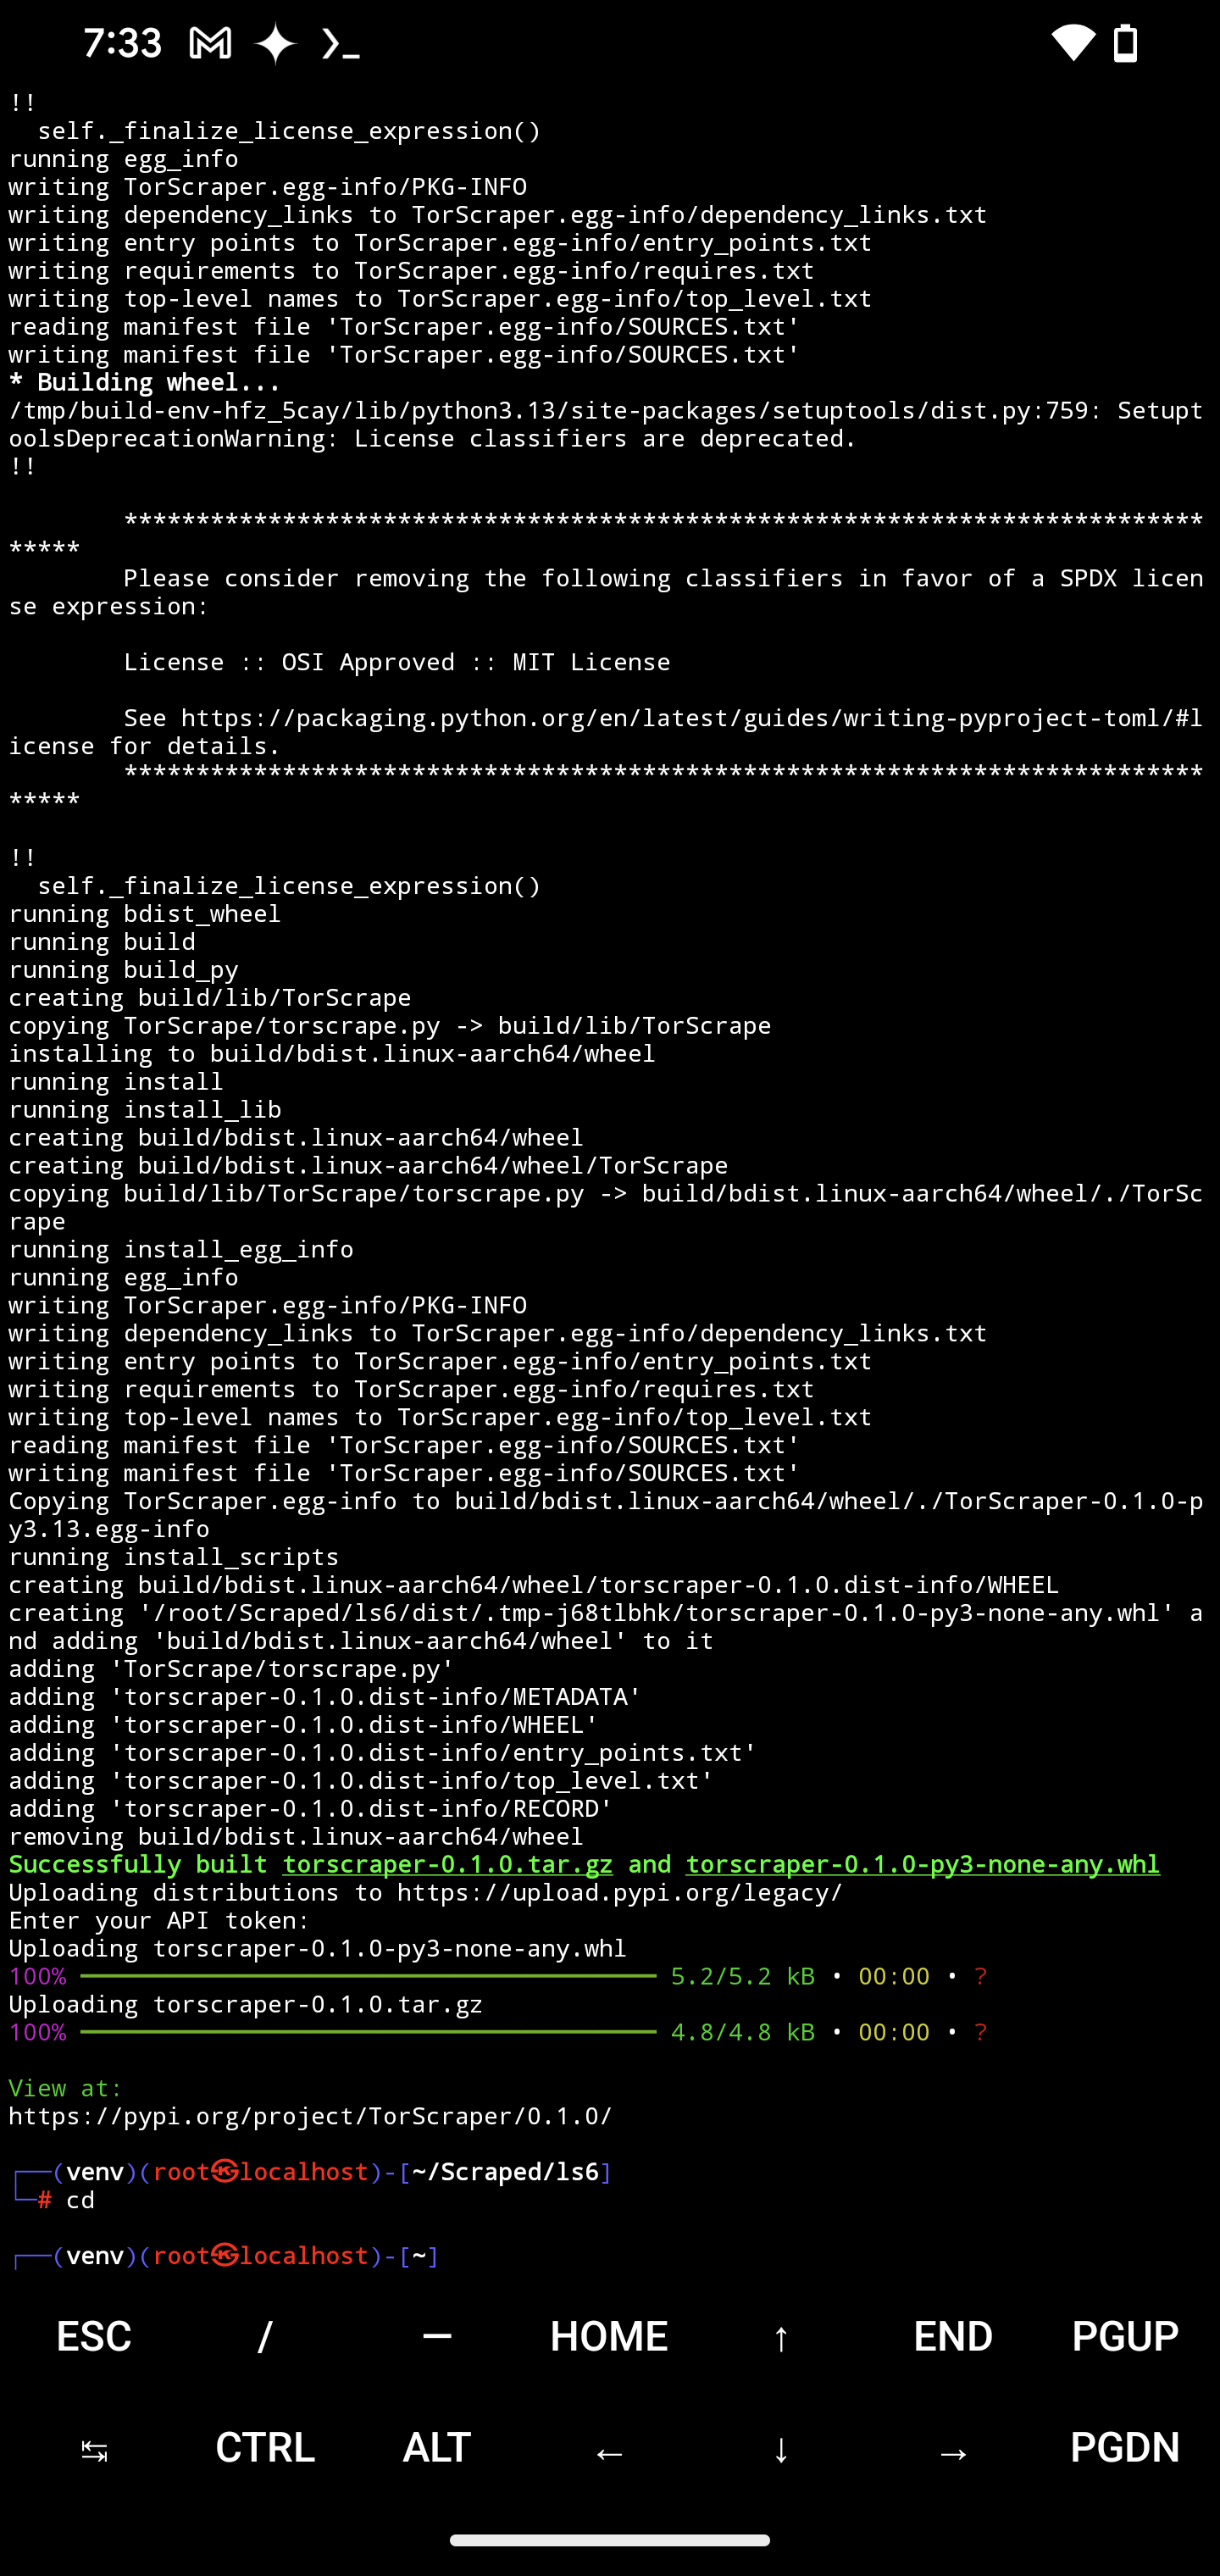 7:33
!!
  self._finalize_license_expression()
running egg_info
writing TorScraper.egg-info/PKG-INFO
writing dependency_links to TorScraper.egg-info/dependency_links.txt
writing entry points to TorScraper.egg-info/entry_points.txt
writing requirements to TorScraper.egg-info/requires.txt
writing top-level names to TorScraper.egg-info/top_level.txt
reading manifest file 'TorScraper.egg-info/SOURCES.txt'
writing manifest file 'TorScraper.egg-info/SOURCES.txt'
* Building wheel...
/tmp/build-env-hfz_5cay/lib/python3.13/site-packages/setuptools/dist.py:759: Setupt
oolsDeprecationWarning: License classifiers are deprecated.
!!
        ***************************************************************************
*****
        Please consider removing the following classifiers in favor of a SPDX licen
se expression:
        License :: OSI Approved :: MIT License
        See https://packaging.python.org/en/latest/guides/writing-pyproject-toml/#l
icense for details.
        ***************************************************************************
*****
!!
  self._finalize_license_expression()
running bdist_wheel
running build
running build_py
creating build/lib/TorScrape
copying TorScrape/torscrape.py -> build/lib/TorScrape
installing to build/bdist.linux-aarch64/wheel
running install
running install_lib
creating build/bdist.linux-aarch64/wheel
creating build/bdist.linux-aarch64/wheel/TorScrape
copying build/lib/TorScrape/torscrape.py -> build/bdist.linux-aarch64/wheel/./TorSc
rape
running install_egg_info
running egg_info
writing TorScraper.egg-info/PKG-INFO
writing dependency_links to TorScraper.egg-info/dependency_links.txt
writing entry points to TorScraper.egg-info/entry_points.txt
writing requirements to TorScraper.egg-info/requires.txt
writing top-level names to TorScraper.egg-info/top_level.txt
reading manifest file 'TorScraper.egg-info/SOURCES.txt'
writing manifest file 'TorScraper.egg-info/SOURCES.txt'
Copying TorScraper.egg-info to build/bdist.linux-aarch64/wheel/./TorScraper-0.1.0-p
y3.13.egg-info
running install_scripts
creating build/bdist.linux-aarch64/wheel/torscraper-0.1.0.dist-info/WHEEL
creating '/root/Scraped/ls6/dist/.tmp-j68tlbhk/torscraper-0.1.0-py3-none-any.whl' a
nd adding 'build/bdist.linux-aarch64/wheel' to it
adding 'TorScrape/torscrape.py'
adding 'torscraper-0.1.0.dist-info/METADATA'
adding 'torscraper-0.1.0.dist-info/WHEEL'
adding 'torscraper-0.1.0.dist-info/entry_points.txt'
adding 'torscraper-0.1.0.dist-info/top_level.txt'
adding 'torscraper-0.1.0.dist-info/RECORD'
removing build/bdist.linux-aarch64/wheel
Successfully built torscraper-0.1.0.tar.gz and torscraper-0.1.0-py3-none-any.whl
Uploading distributions to https://upload.pypi.org/legacy/
Enter your API token:
Uploading torscraper-0.1.0-py3-none-any.whl
100% ━━━━━━━━━━━━━━━━━━━━━━━━━━━━━━━━━━━━━━━━ 5.2/5.2 kB • 00:00 • ?
Uploading torscraper-0.1.0.tar.gz
100% ━━━━━━━━━━━━━━━━━━━━━━━━━━━━━━━━━━━━━━━━ 4.8/4.8 kB • 00:00 • ?
View at:
https://pypi.org/project/TorScraper/0.1.0/
┌──(venv)(root㉿localhost)-[~/Scraped/ls6]
└─# cd
┌──(venv)(root㉿localhost)-[~]
ESC / — HOME ↑ END PGUP
↹ CTRL ALT ← ↓ → PGDN